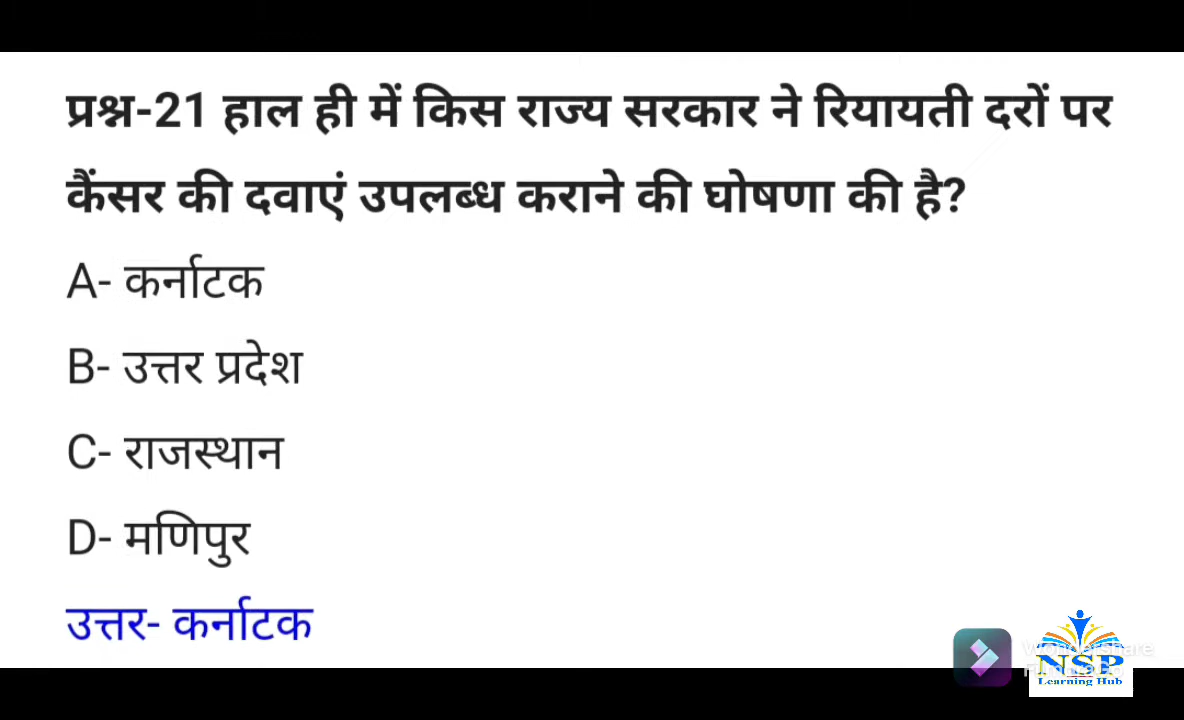 प्रश्न-21 हाल ही में किस राज्य सरकार ने रियायती दरों पर
कैंसर की दवाएं उपलब्ध कराने की घोषणा की है?
A- कर्नाटक
B- उत्तर प्रदेश
C- राजस्थान
D- मणिपुर
उत्तर- कर्नाटक
Wondershare
NSP
Learning Hub